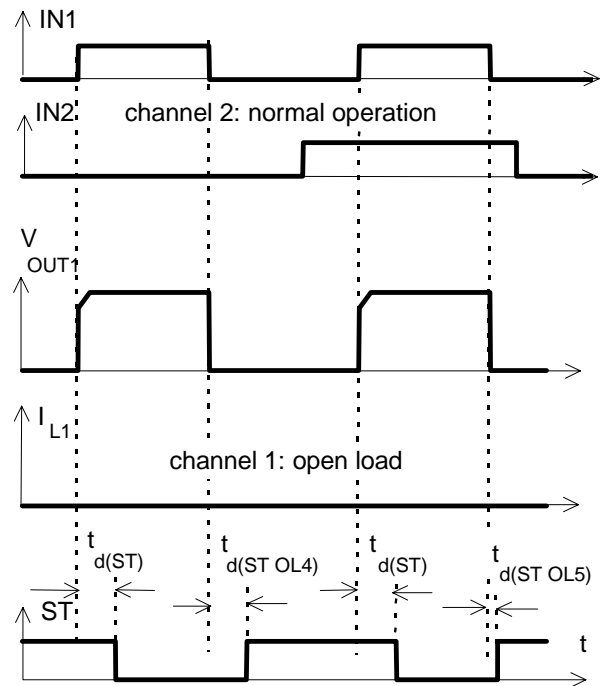 IN1
IN2
channel 2: normal operation
V
OUT1
I
L1
channel 1: open load
t
d(ST)
t
d(ST OL4)
t
d(ST)
t
d(ST OL5)
ST
t